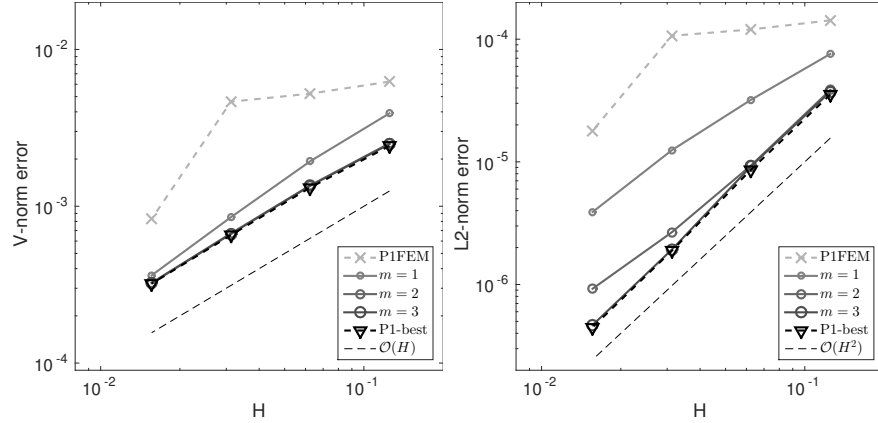 V-norm error
10^-2
10^-3
10^-4
10^-2
10^-1
H
P1FEM
m = 1
m = 2
m = 3
P1-best
𝒪(H)
L2-norm error
10^-4
10^-5
10^-6
10^-2
10^-1
H
P1FEM
m = 1
m = 2
m = 3
P1-best
𝒪(H^2)